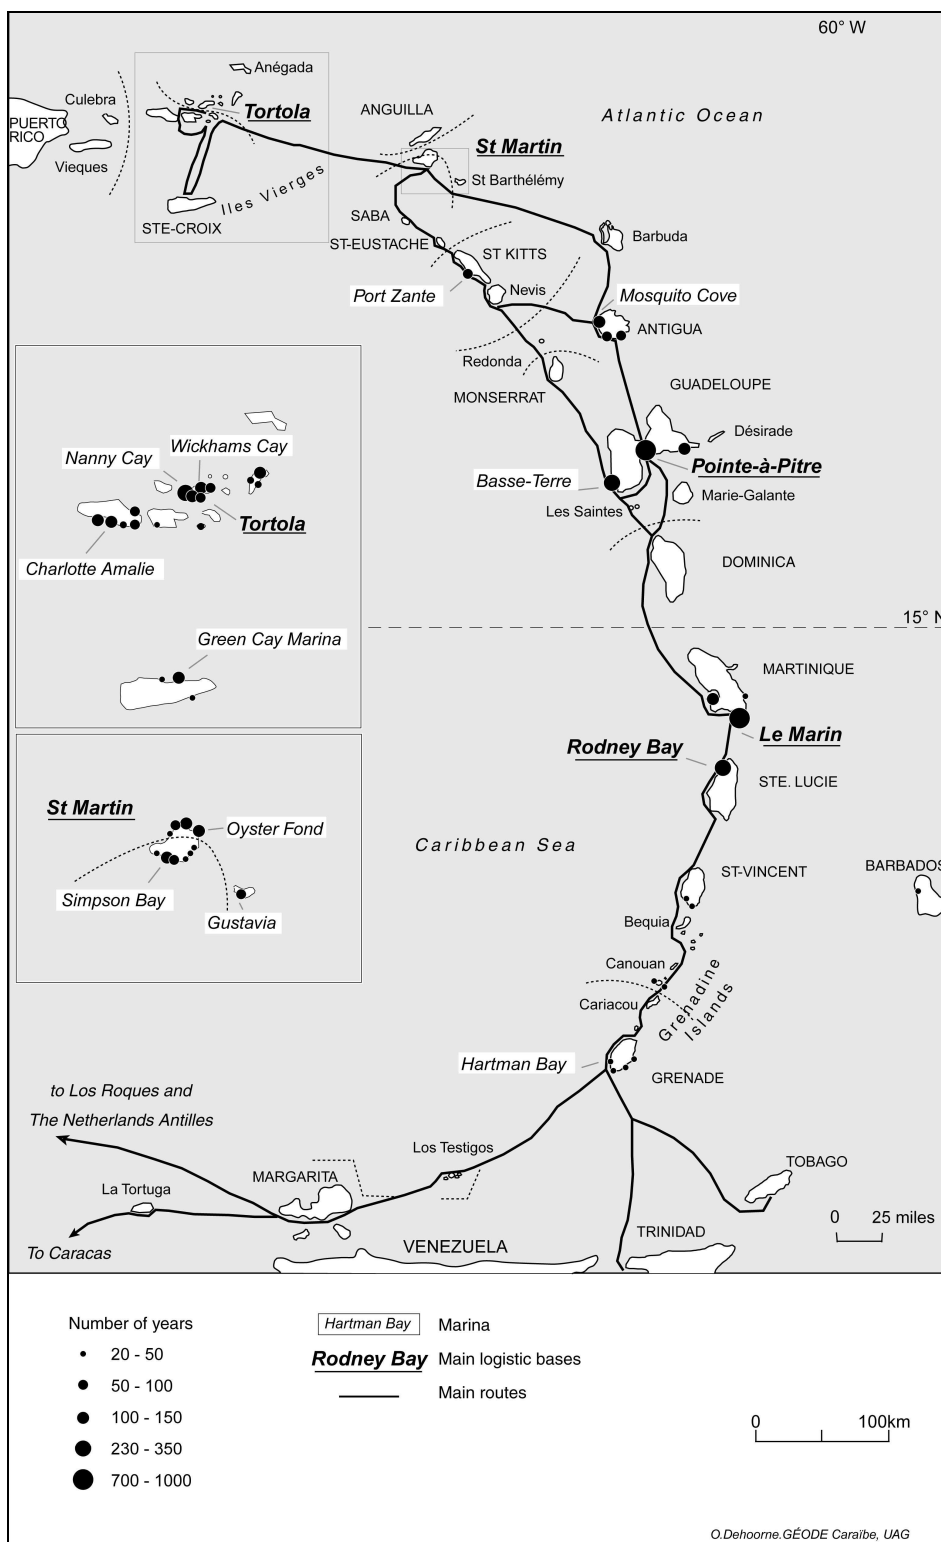 60° W
Anégada
Culebra
Tortola
ANGUILLA
Atlantic Ocean
PUERTO
RICO
St Martin
Vieques
St Barthélémy
Iles Vierges
STE-CROIX
SABA
Barbuda
ST-EUSTACHE
ST KITTS
Port Zante
Nevis
Mosquito Cove
ANTIGUA
Redonda
GUADELOUPE
MONSERRAT
Désirade
Wickhams Cay
Nanny Cay
Pointe-à-Pitre
Basse-Terre
Marie-Galante
Les Saintes
Tortola
DOMINICA
Charlotte Amalie
15° N
Green Cay Marina
MARTINIQUE
Le Marin
Rodney Bay
STE. LUCIE
St Martin
Oyster Fond
Caribbean Sea
ST-VINCENT
BARBADOS
Simpson Bay
Gustavia
Bequia
Canouan
Grenadine
Islands
Cariacou
Hartman Bay
GRENADE
to Los Roques and
The Netherlands Antilles
Los Testigos
TOBAGO
MARGARITA
La Tortuga
0 25 miles
TRINIDAD
To Caracas
VENEZUELA
Number of years
20 - 50
50 - 100
100 - 150
230 - 350
700 - 1000
Hartman Bay Marina
Rodney Bay Main logistic bases
Main routes
0 100km
O.Dehoorne.GÉODE Caraïbe, UAG